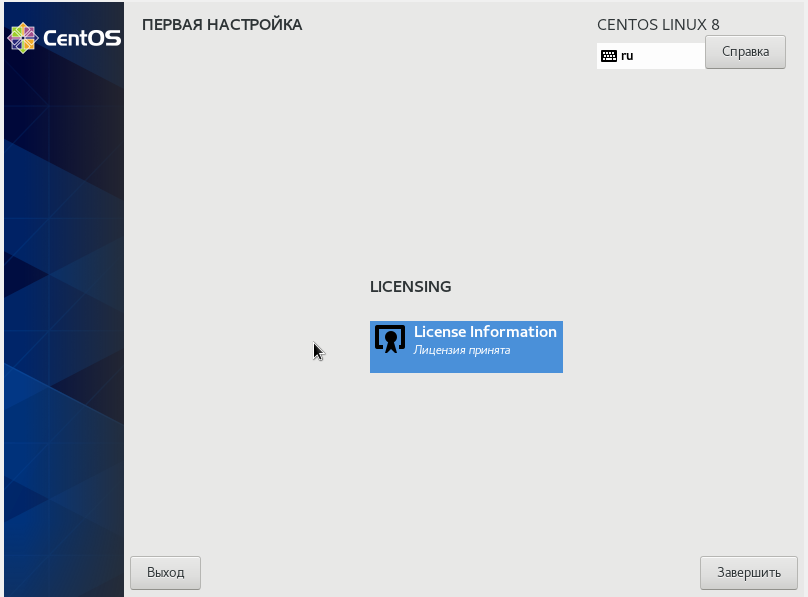 CentOS
ПЕРВАЯ НАСТРОЙКА
CENTOS LINUX 8
ru
Справка
LICENSING
License Information
Лицензия принята
Выход
Завершить